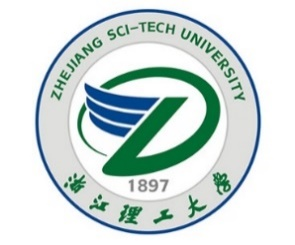 ZHEJIANG SCI-TECH UNIVERSITY
1897
浙江理工大学